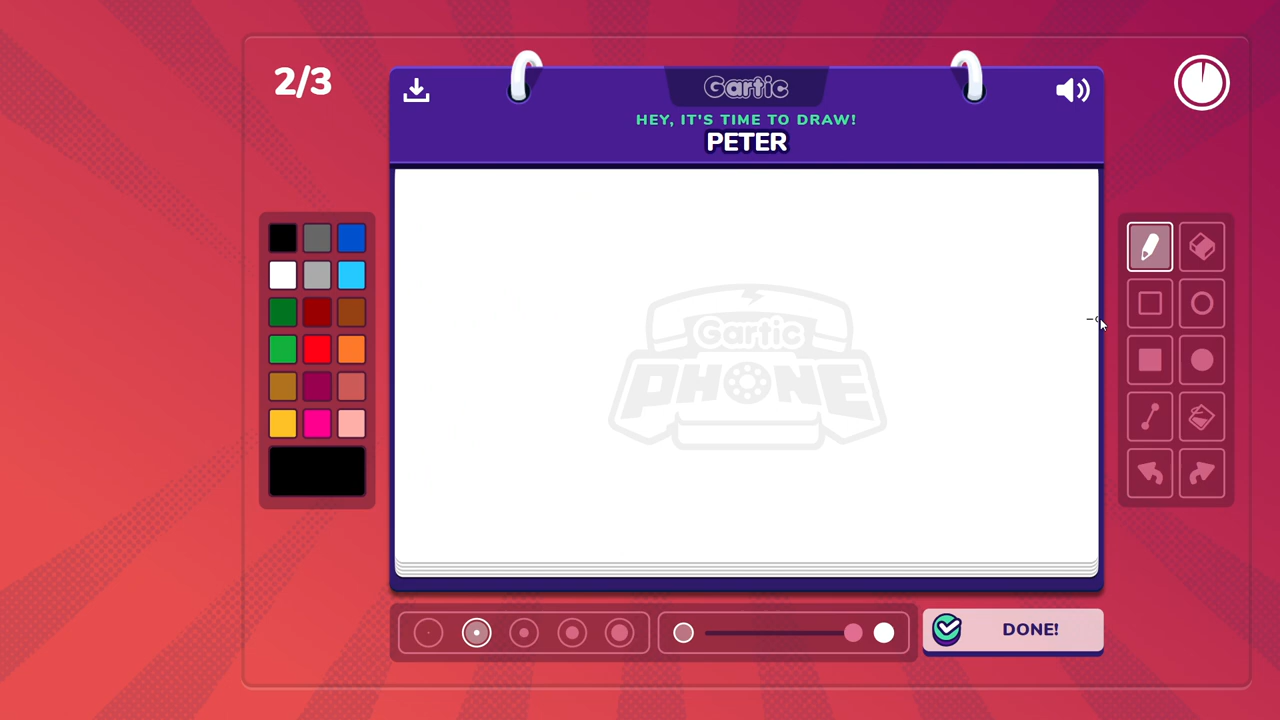 2/3
Gartic
HEY, IT'S TIME TO DRAW!
PETER
Gartic
PHONE
DONE!